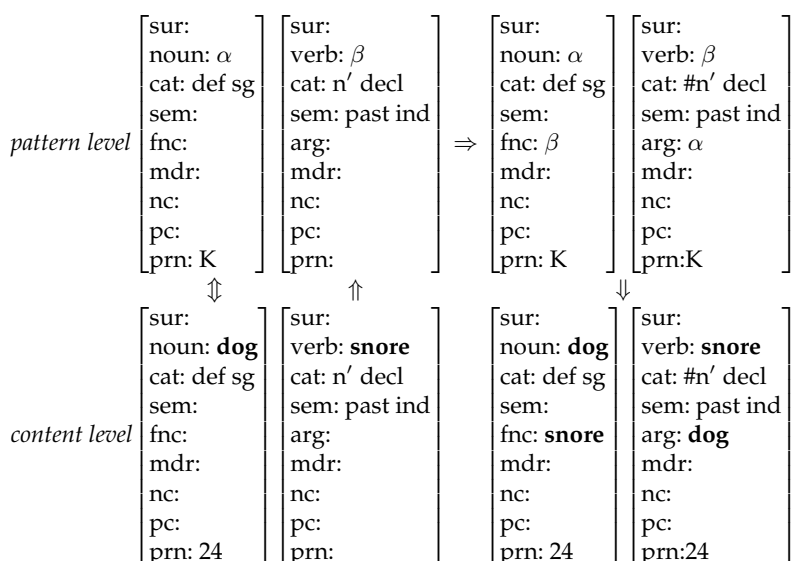 sur: sur: sur: sur:
noun: α verb: β noun: α verb: β
cat: def sg cat: n′ decl cat: def sg cat: #n′ decl
sem: sem: past ind sem: sem: past ind
pattern level fnc: arg: ⇒ fnc: β arg: α
mdr: mdr: mdr: mdr:
nc: nc: nc: nc:
pc: pc: pc: pc:
prn: K prn: prn: K prn:K
⇕ ⇑ ⇓
sur: sur: sur: sur:
noun: dog verb: snore noun: dog verb: snore
cat: def sg cat: n′ decl cat: def sg cat: #n′ decl
sem: sem: past ind sem: sem: past ind
content level fnc: arg: fnc: snore arg: dog
mdr: mdr: mdr: mdr:
nc: nc: nc: nc:
pc: pc: pc: pc:
prn: 24 prn: prn: 24 prn:24